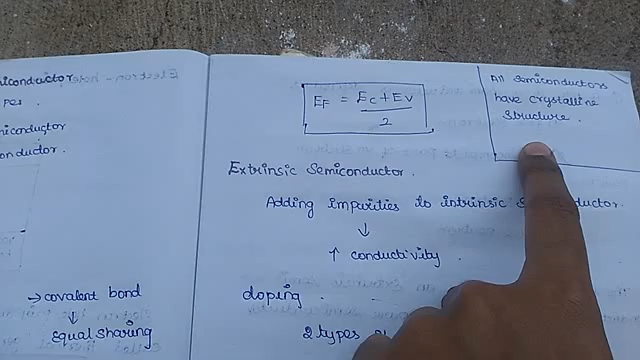 miconductor
pes .
miconductor
onductor.
→ covalent bond
↓
Equal Sharing
EF = Ec + Ev
2
All Semiconductors
have crystalline
Structure .
Extrinsic Semiconductor .
Adding impurities to intrinsic
↓
↑ conductivity .
doping .
2 types